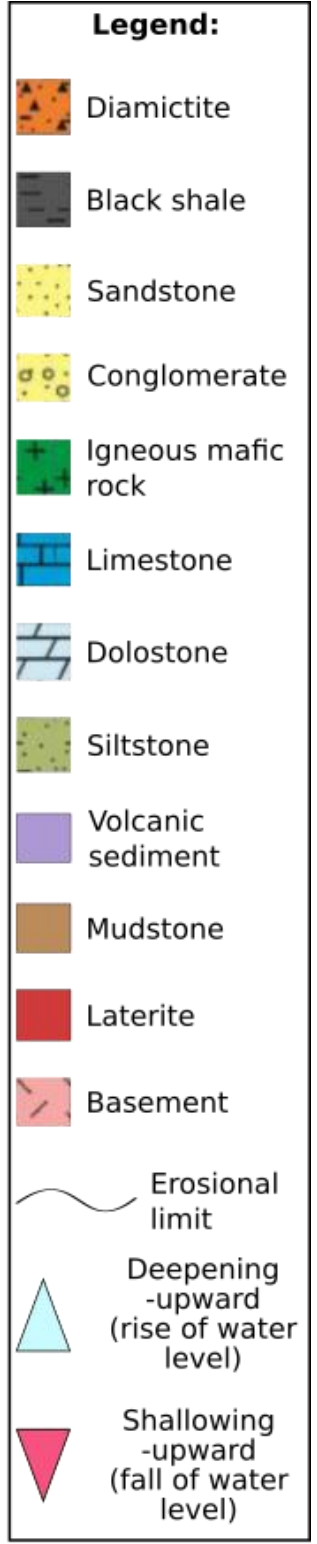 Legend:
Diamictite
Black shale
Sandstone
Conglomerate
Igneous mafic
rock
Limestone
Dolostone
Siltstone
Volcanic
sediment
Mudstone
Laterite
Basement
Erosional
limit
Deepening
-upward
(rise of water
level)
Shallowing
-upward
(fall of water
level)